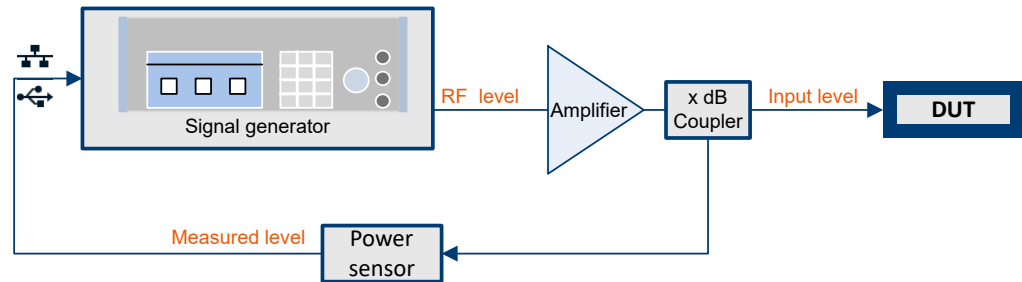 Signal generator
RF level
Amplifier
x dB
Coupler
Input level
DUT
Measured level
Power
sensor